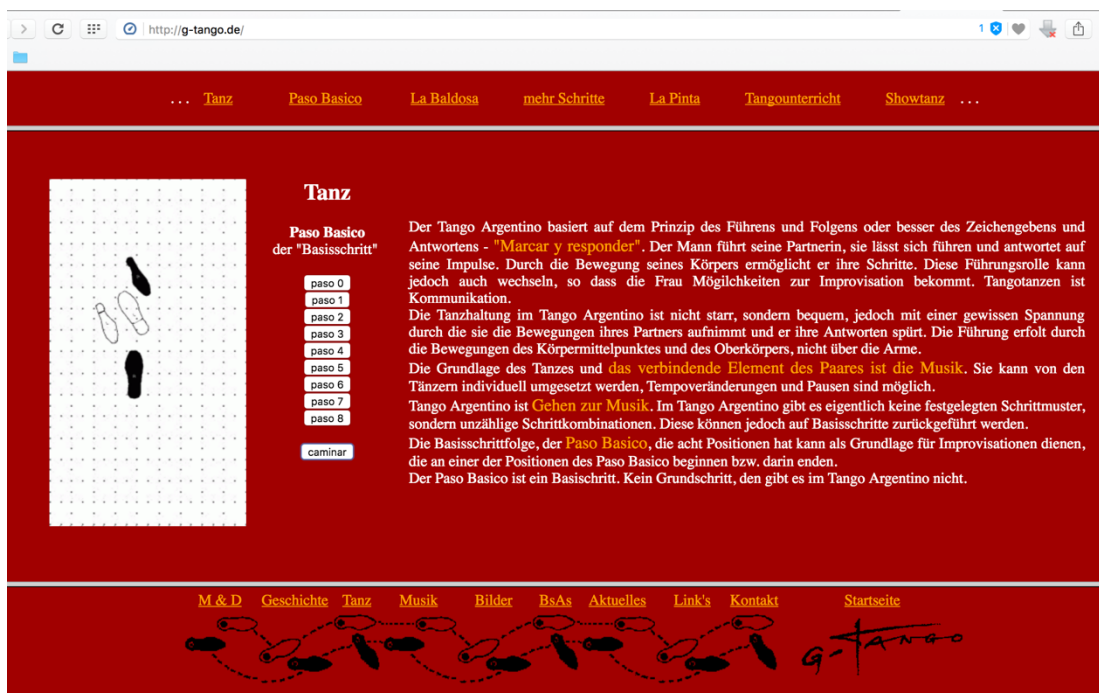 http://g-tango.de/
1
. . . Tanz Paso Basico La Baldosa mehr Schritte La Pinta Tangounterricht Showtanz . . .
Tanz
Paso Basico
der "Basisschritt"
paso 0
paso 1
paso 2
paso 3
paso 4
paso 5
paso 6
paso 7
paso 8
caminar
Der Tango Argentino basiert auf dem Prinzip des Führens und Folgens oder besser des Zeichengebens und
Antwortens - "Marcar y responder". Der Mann führt seine Partnerin, sie lässt sich führen und antwortet auf
seine Impulse. Durch die Bewegung seines Körpers ermöglicht er ihre Schritte. Diese Führungsrolle kann
jedoch auch wechseln, so dass die Frau Mögilchkeiten zur Improvisation bekommt. Tangotanzen ist
Kommunikation.
Die Tanzhaltung im Tango Argentino ist nicht starr, sondern bequem, jedoch mit einer gewissen Spannung
durch die sie die Bewegungen ihres Partners aufnimmt und er ihre Antworten spürt. Die Führung erfolt durch
die Bewegungen des Körpermittelpunktes und des Oberkörpers, nicht über die Arme.
Die Grundlage des Tanzes und das verbindende Element des Paares ist die Musik. Sie kann von den
Tänzern individuell umgesetzt werden, Tempoveränderungen und Pausen sind möglich.
Tango Argentino ist Gehen zur Musik. Im Tango Argentino gibt es eigentlich keine festgelegten Schrittmuster,
sondern unzählige Schrittkombinationen. Diese können jedoch auf Basisschritte zurückgeführt werden.
Die Basisschrittfolge, der Paso Basico, die acht Positionen hat kann als Grundlage für Improvisationen dienen,
die an einer der Positionen des Paso Basico beginnen bzw. darin enden.
Der Paso Basico ist ein Basischritt. Kein Grundschritt, den gibt es im Tango Argentino nicht.
M & D Geschichte Tanz Musik Bilder BsAs Aktuelles Link's Kontakt Startseite
G-TANGO